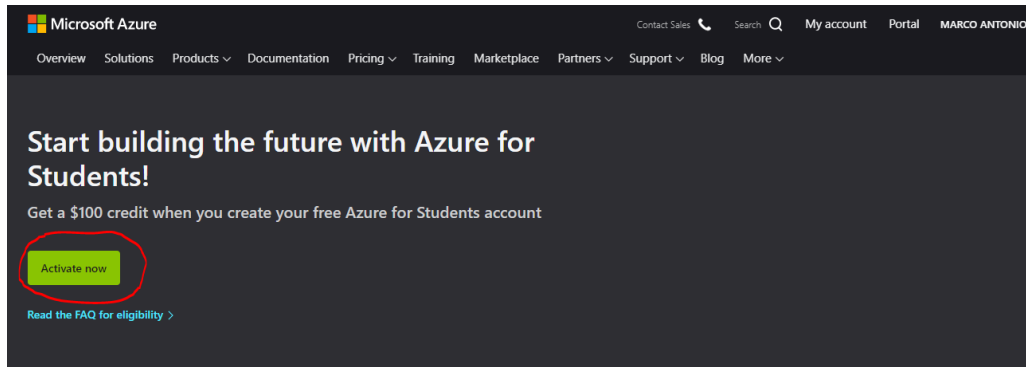 Microsoft Azure
Contact Sales
Search
My account
Portal
MARCO ANTONIO
Overview
Solutions
Products
Documentation
Pricing
Training
Marketplace
Partners
Support
Blog
More
Start building the future with Azure for
Students!
Get a $100 credit when you create your free Azure for Students account
Activate now
Read the FAQ for eligibility